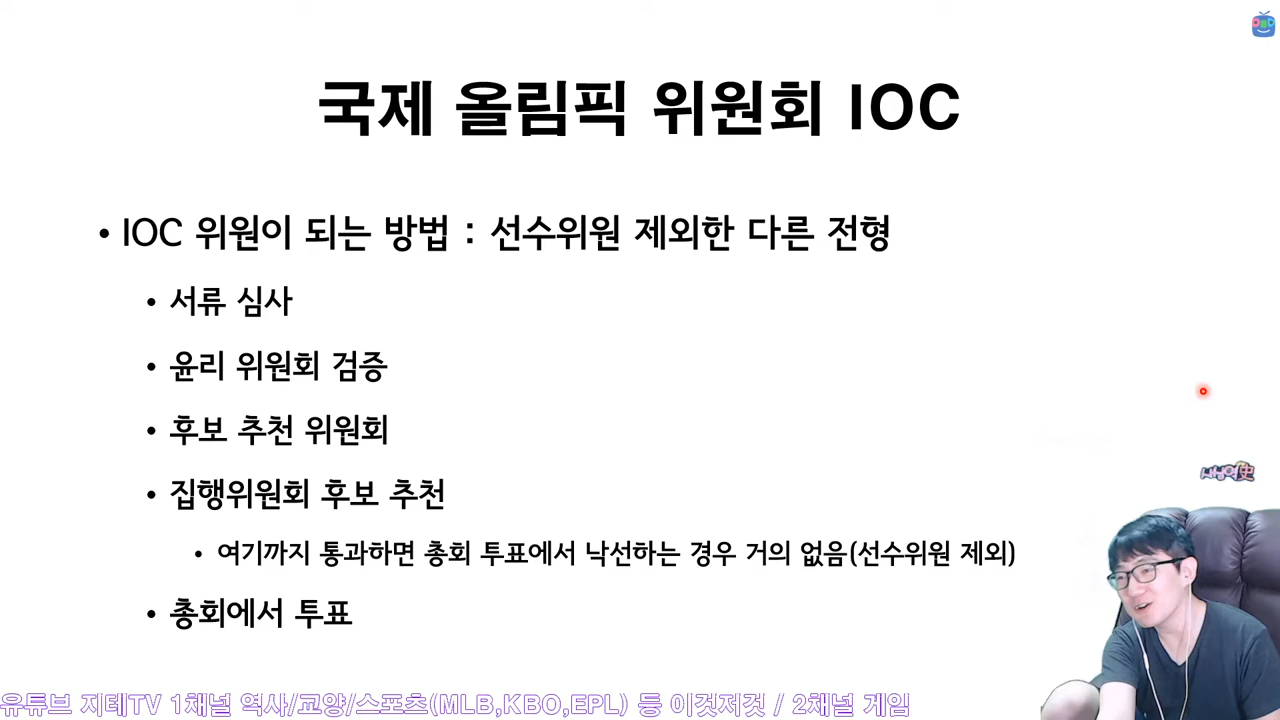 국제 올림픽 위원회 IOC
• IOC 위원이 되는 방법 : 선수위원 제외한 다른 전형
• 서류 심사
• 윤리 위원회 검증
• 후보 추천 위원회
• 집행위원회 후보 추천
• 여기까지 통과하면 총회 투표에서 낙선하는 경우 거의 없음(선수위원 제외)
• 총회에서 투표
유튜브 지테TV 1채널 역사/교양/스포츠(MLB,KBO,EPL) 등 이것저것 / 2채널 게임